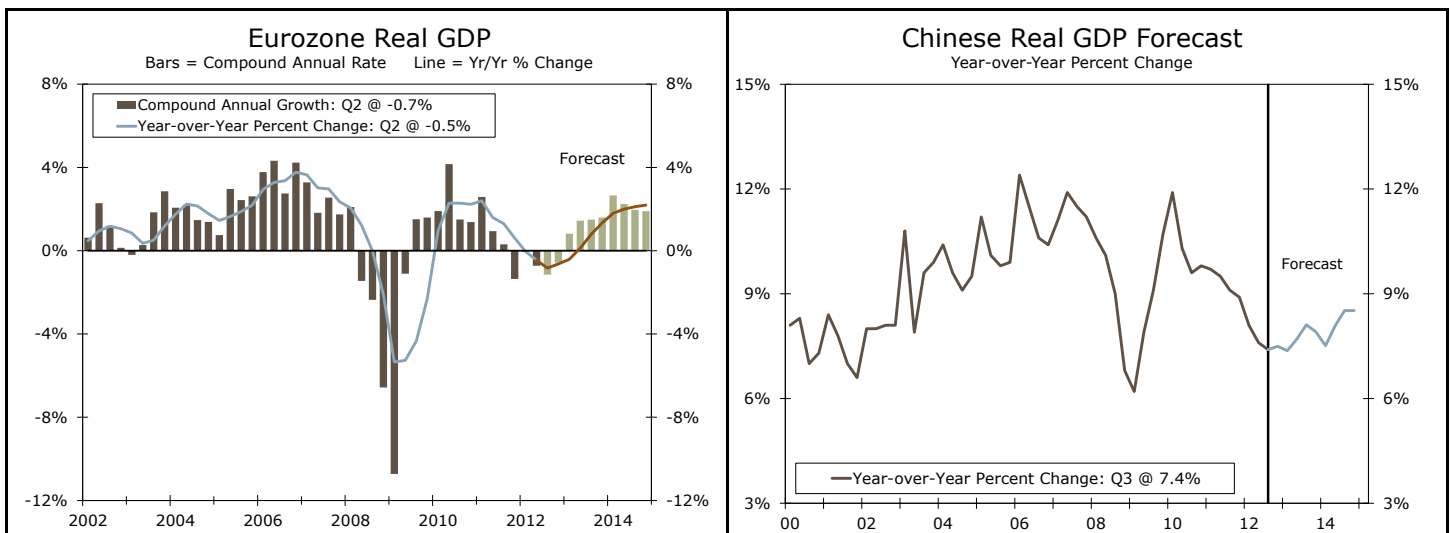 Eurozone Real GDP
Bars = Compound Annual Rate Line = Yr/Yr % Change
8%
4%
0%
-4%
-8%
-12%
8%
4%
0%
-4%
-8%
-12%
Compound Annual Growth: Q2 @ -0.7%
Year-over-Year Percent Change: Q2 @ -0.5%
Forecast
2002 2004 2006 2008 2010 2012 2014
Chinese Real GDP Forecast
Year-over-Year Percent Change
15%
12%
9%
6%
3%
15%
12%
9%
6%
3%
Forecast
Year-over-Year Percent Change: Q3 @ 7.4%
00 02 04 06 08 10 12 14